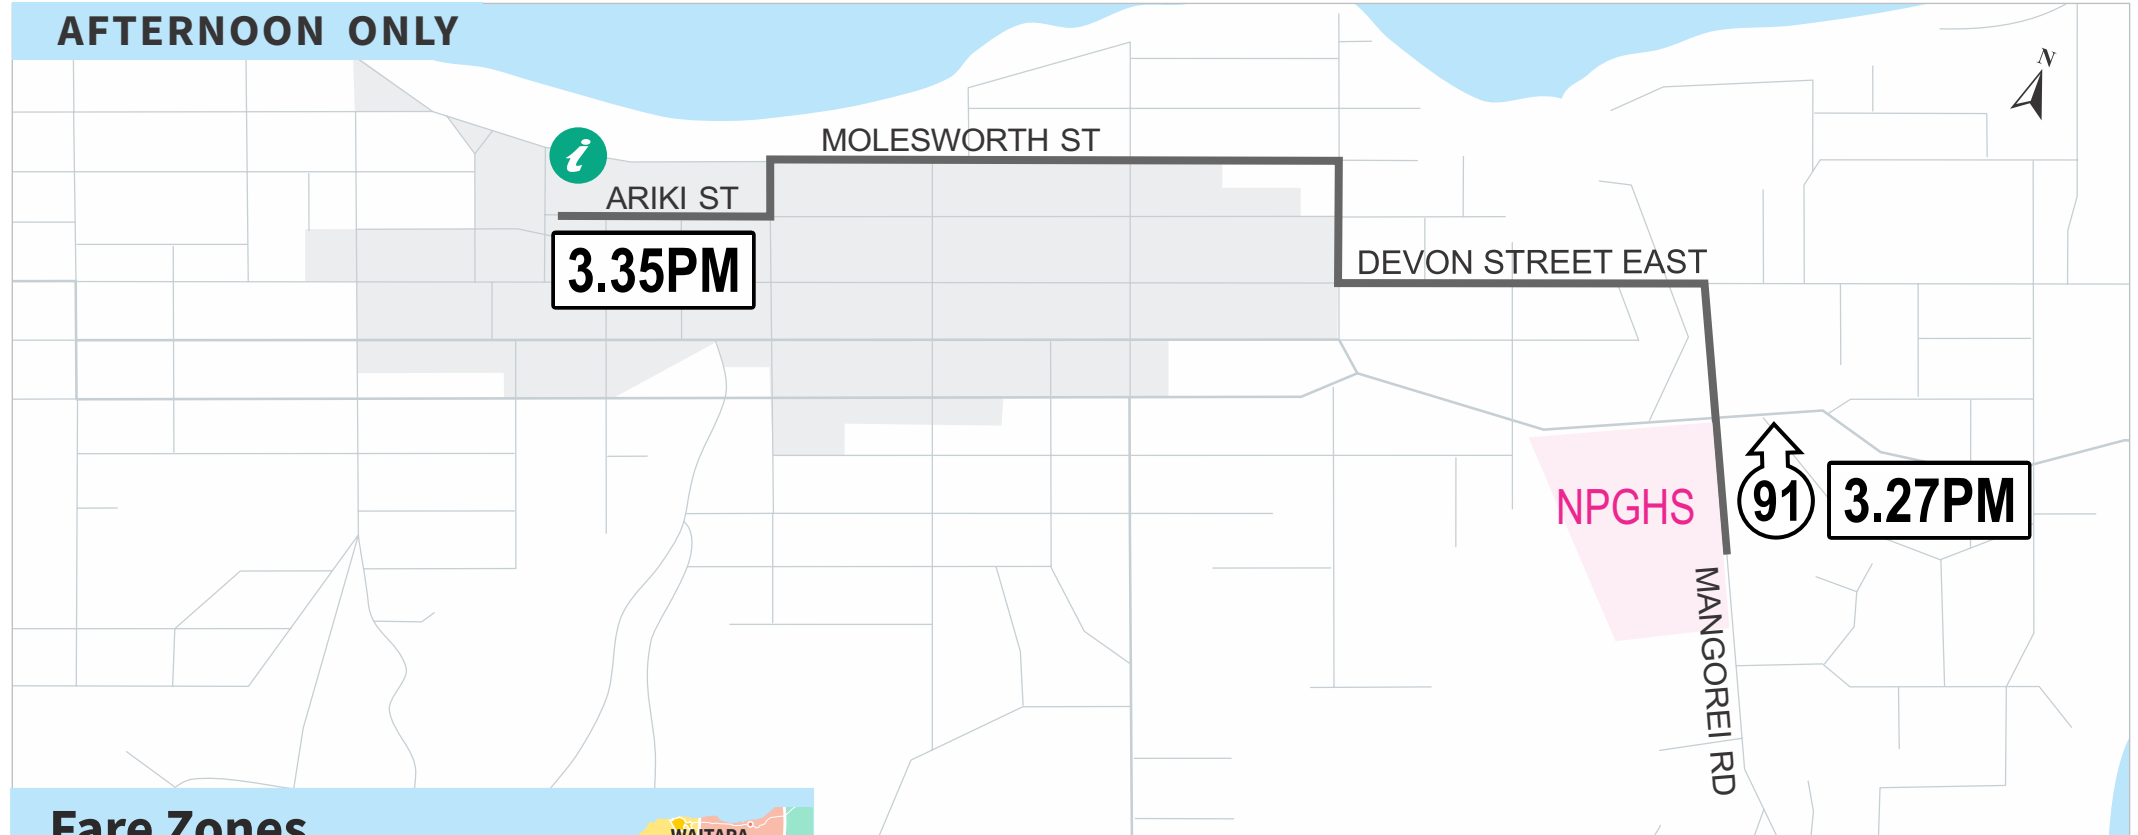 AFTERNOON ONLY
N
MOLESWORTH ST
i
ARIKI ST
3.35PM
DEVON STREET EAST
NPGHS
91
3.27PM
MANGOREI RD
Fare Zones
WAITARA